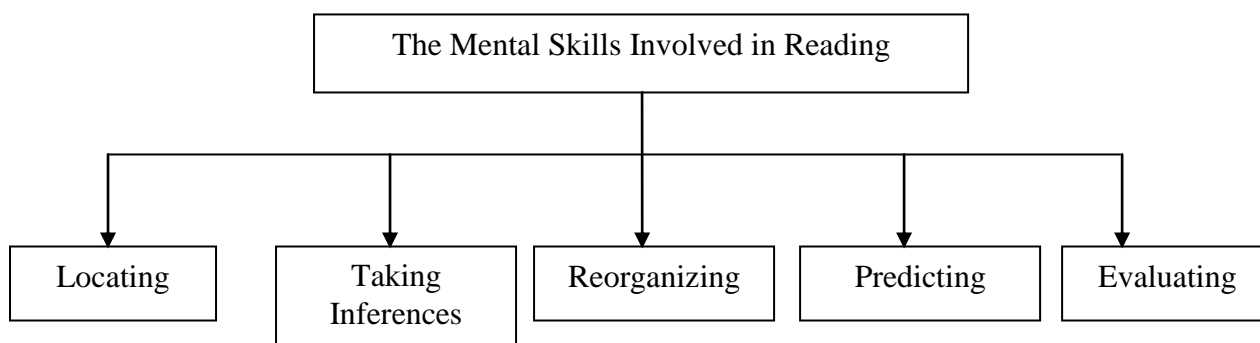 The Mental Skills Involved in Reading
Locating
Taking
Inferences
Reorganizing
Predicting
Evaluating